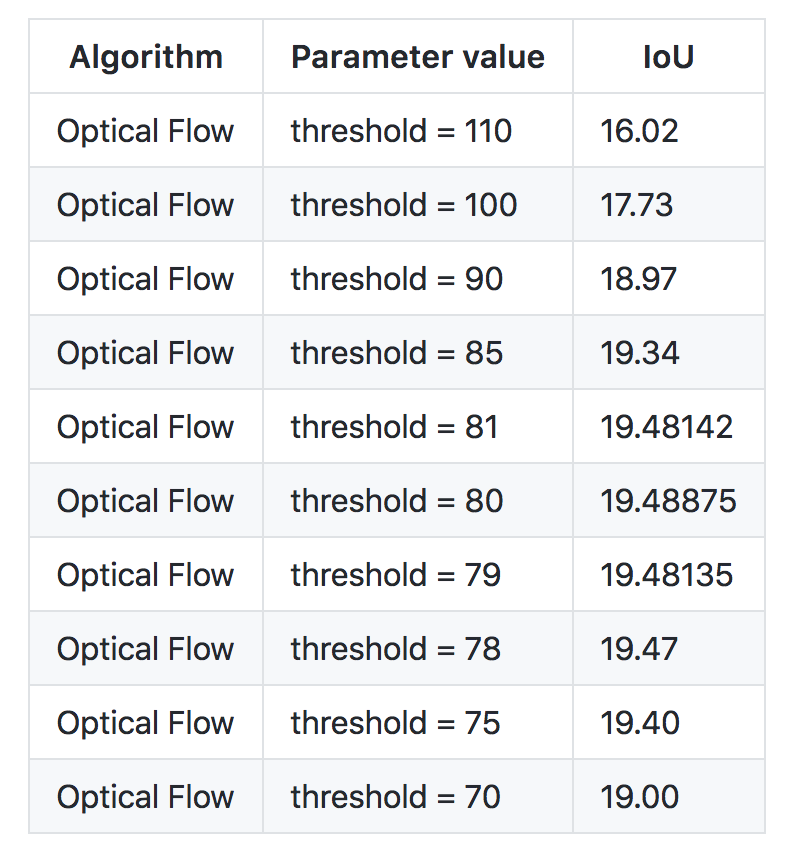 Algorithm Parameter value IoU
Optical Flow threshold = 110 16.02
Optical Flow threshold = 100 17.73
Optical Flow threshold = 90 18.97
Optical Flow threshold = 85 19.34
Optical Flow threshold = 81 19.48142
Optical Flow threshold = 80 19.48875
Optical Flow threshold = 79 19.48135
Optical Flow threshold = 78 19.47
Optical Flow threshold = 75 19.40
Optical Flow threshold = 70 19.00